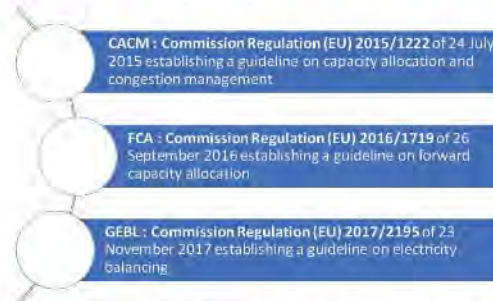 CACM : Commission Regulation (EU) 2015/1222 of 24 July
2015 establishing a guideline on capacity allocation and
congestion management
FCA : Commission Regulation (EU) 2016/1719 of 26
September 2016 establishing a guideline on forward
capacity allocation
GEBL : Commission Regulation (EU) 2017/2195 of 23
November 2017 establishing a guideline on electricity
balancing